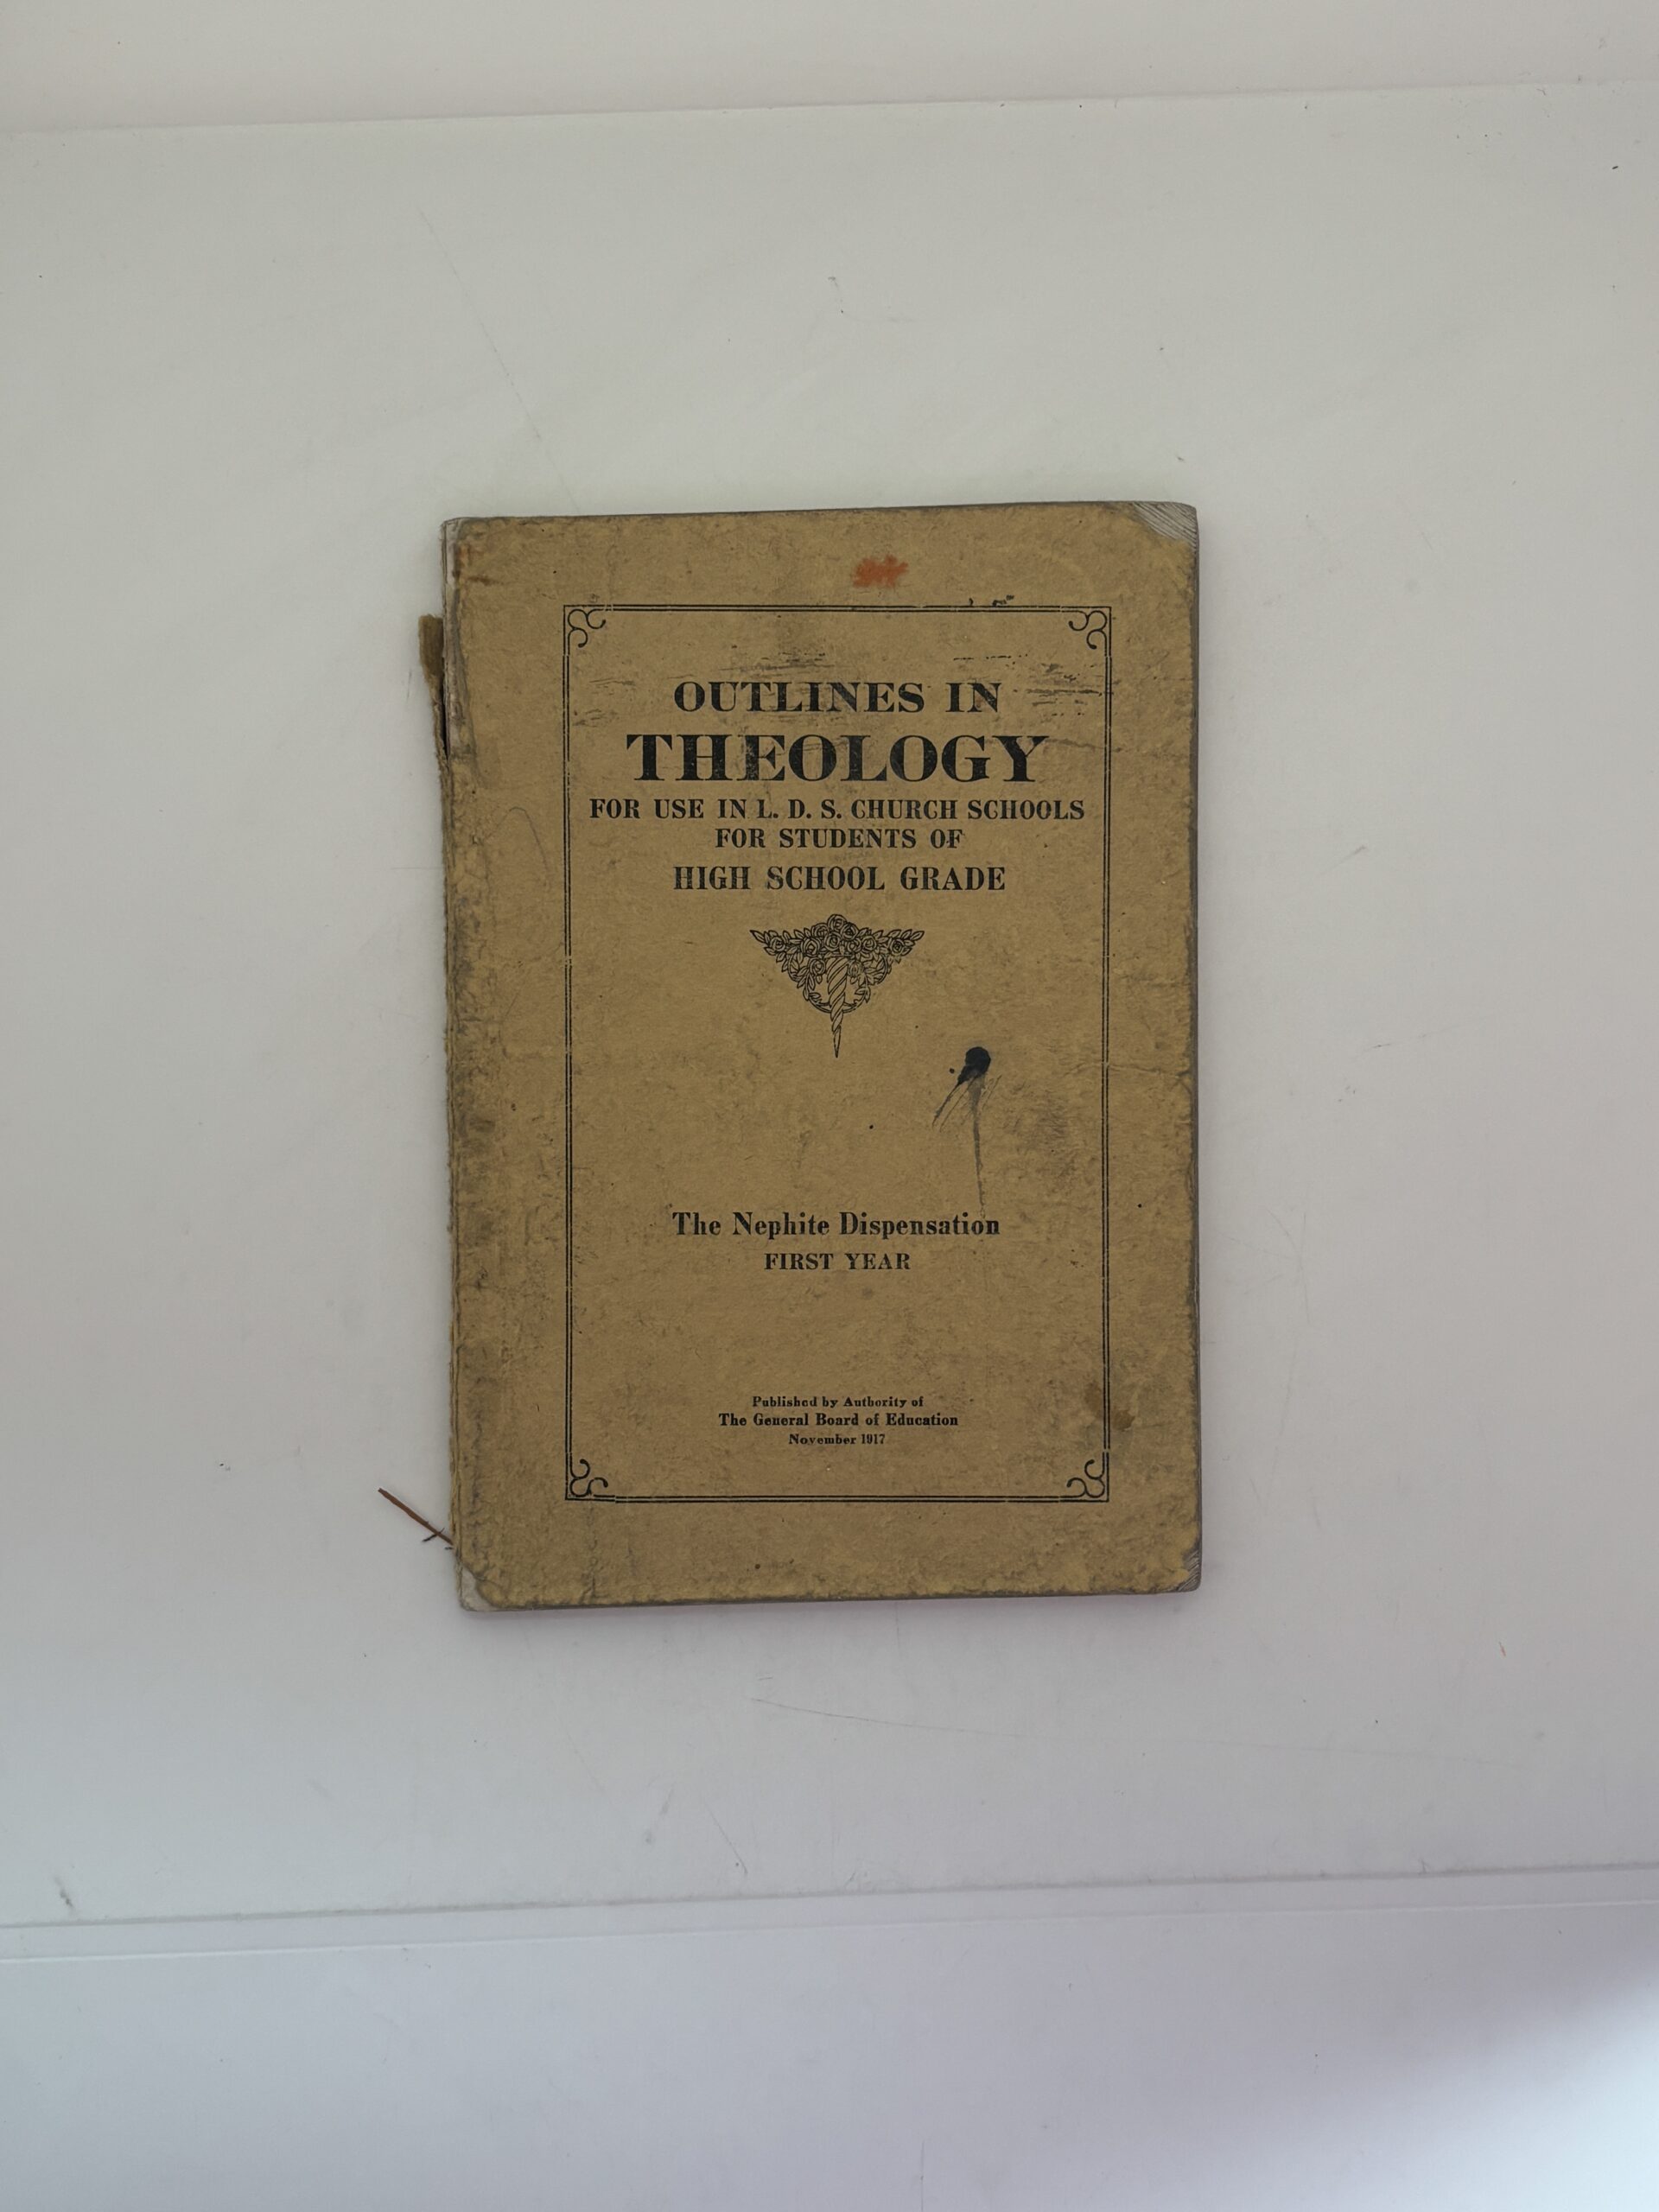 OUTLINES IN
THEOLOGY
FOR USE IN L. D. S. CHURCH SCHOOLS
FOR STUDENTS OF
HIGH SCHOOL GRADE
The Nephite Dispensation
FIRST YEAR
Published by Authority of
The General Board of Education
November 1917